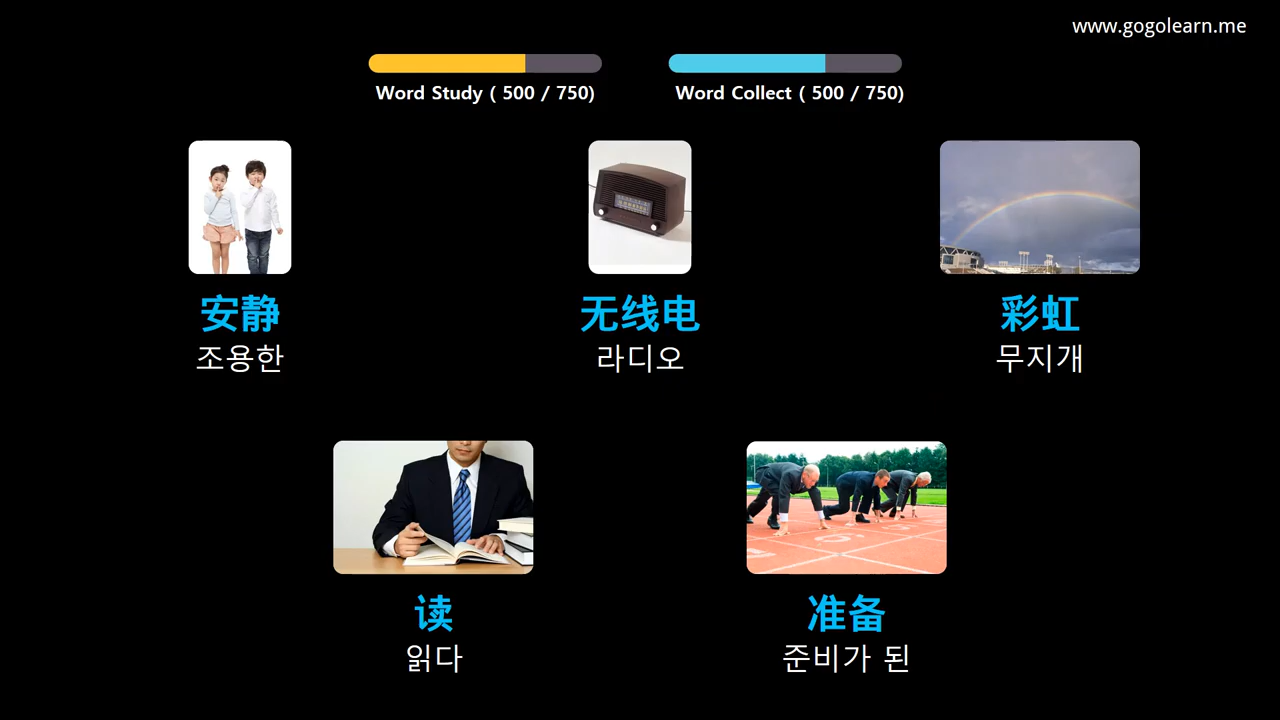 www.gogolearn.me
Word Study ( 500 / 750)
Word Collect ( 500 / 750)
安静
조용한
无线电
라디오
彩虹
무지개
读
읽다
准备
준비가 된